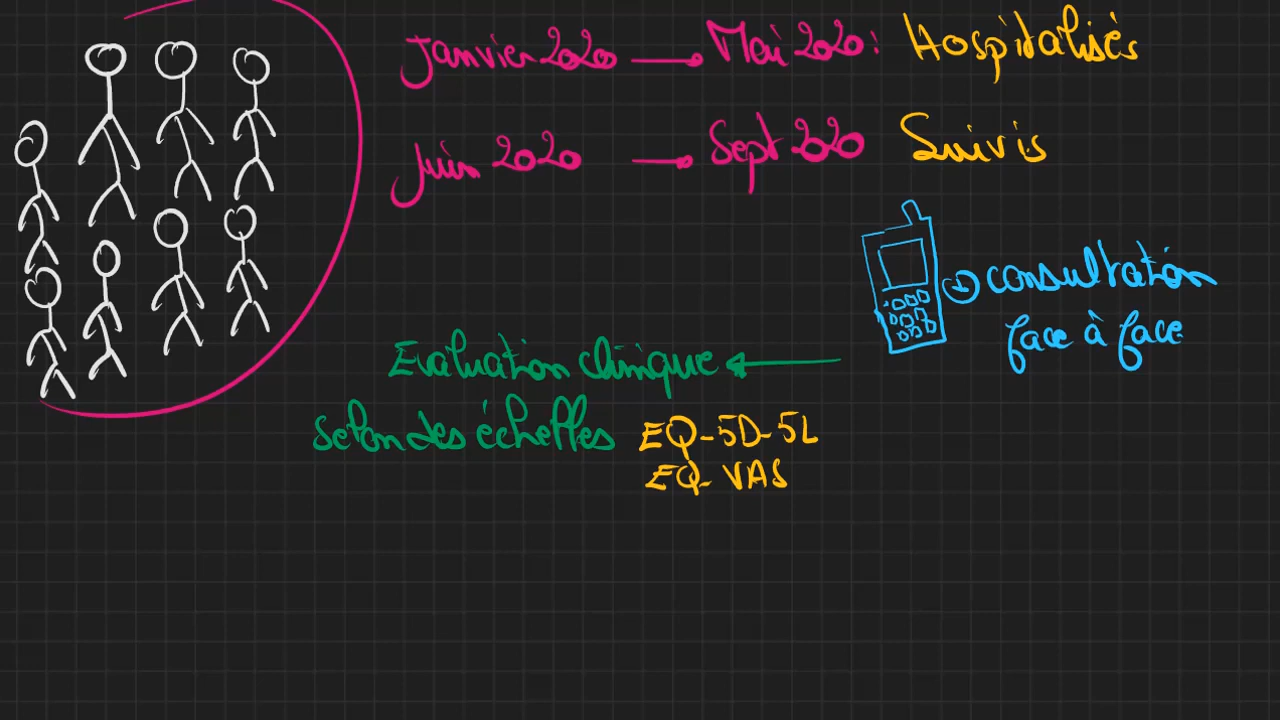 Janvier 2020 → Mai 2020: Hospitalisés
Juin 2020 → Sept 2020 Suivis
+ consultation
face à face
Evaluation clinique
selon des échelles EQ-5D-5L
EQ-VAS